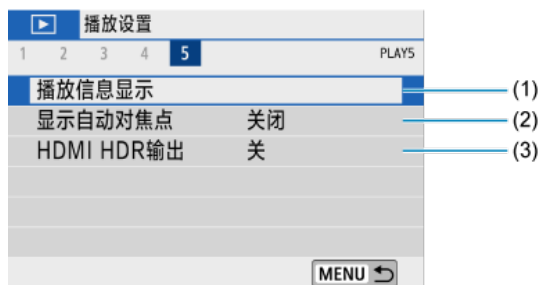 播放设置
1 2 3 4 5 PLAY5
播放信息显示 (1)
显示自动对焦点 关闭 (2)
HDMI HDR输出 关 (3)
MENU